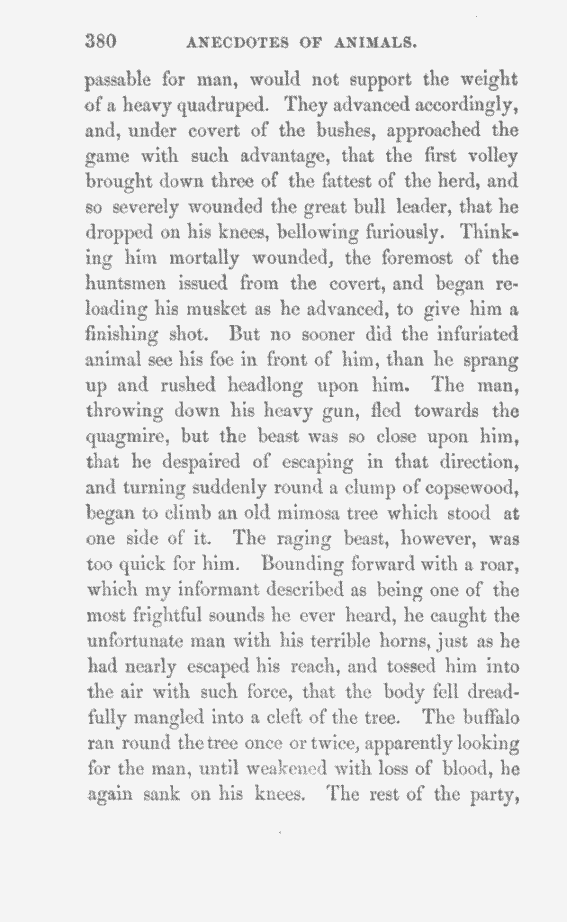 380 ANECDOTES OF ANIMALS.
passable for man, would not support the weight
of a heavy quadruped. They advanced accordingly,
and, under covert of the bushes, approached the
game with such advantage, that the first volley
brought down three of the fattest of the herd, and
so severely wounded the great bull leader, that he
dropped on his knees, bellowing furiously. Think-
ing him mortally wounded, the foremost of the
huntsmen issued from the covert, and began re-
loading his musket as he advanced, to give him a
finishing shot. But no sooner did the infuriated
animal see his foe in front of him, than he sprang
up and rushed headlong upon him. The man,
throwing down his heavy gun, fled towards the
quagmire, but the beast was so close upon him,
that he despaired of escaping in that direction,
and turning suddenly round a clump of copsewood,
began to climb an old mimosa tree which stood at
one side of it. The raging beast, however, was
too quick for him. Bounding forward with a roar,
which my informant described as being one of the
most frightful sounds he ever heard, he caught the
unfortunate man with his terrible horns, just as he
had nearly escaped his reach, and tossed him into
the air with such force, that the body fell dread-
fully mangled into a cleft of the tree. The buffalo
ran round the tree once or twice, apparently looking
for the man, until weakened with loss of blood, he
again sank on his knees. The rest of the party,